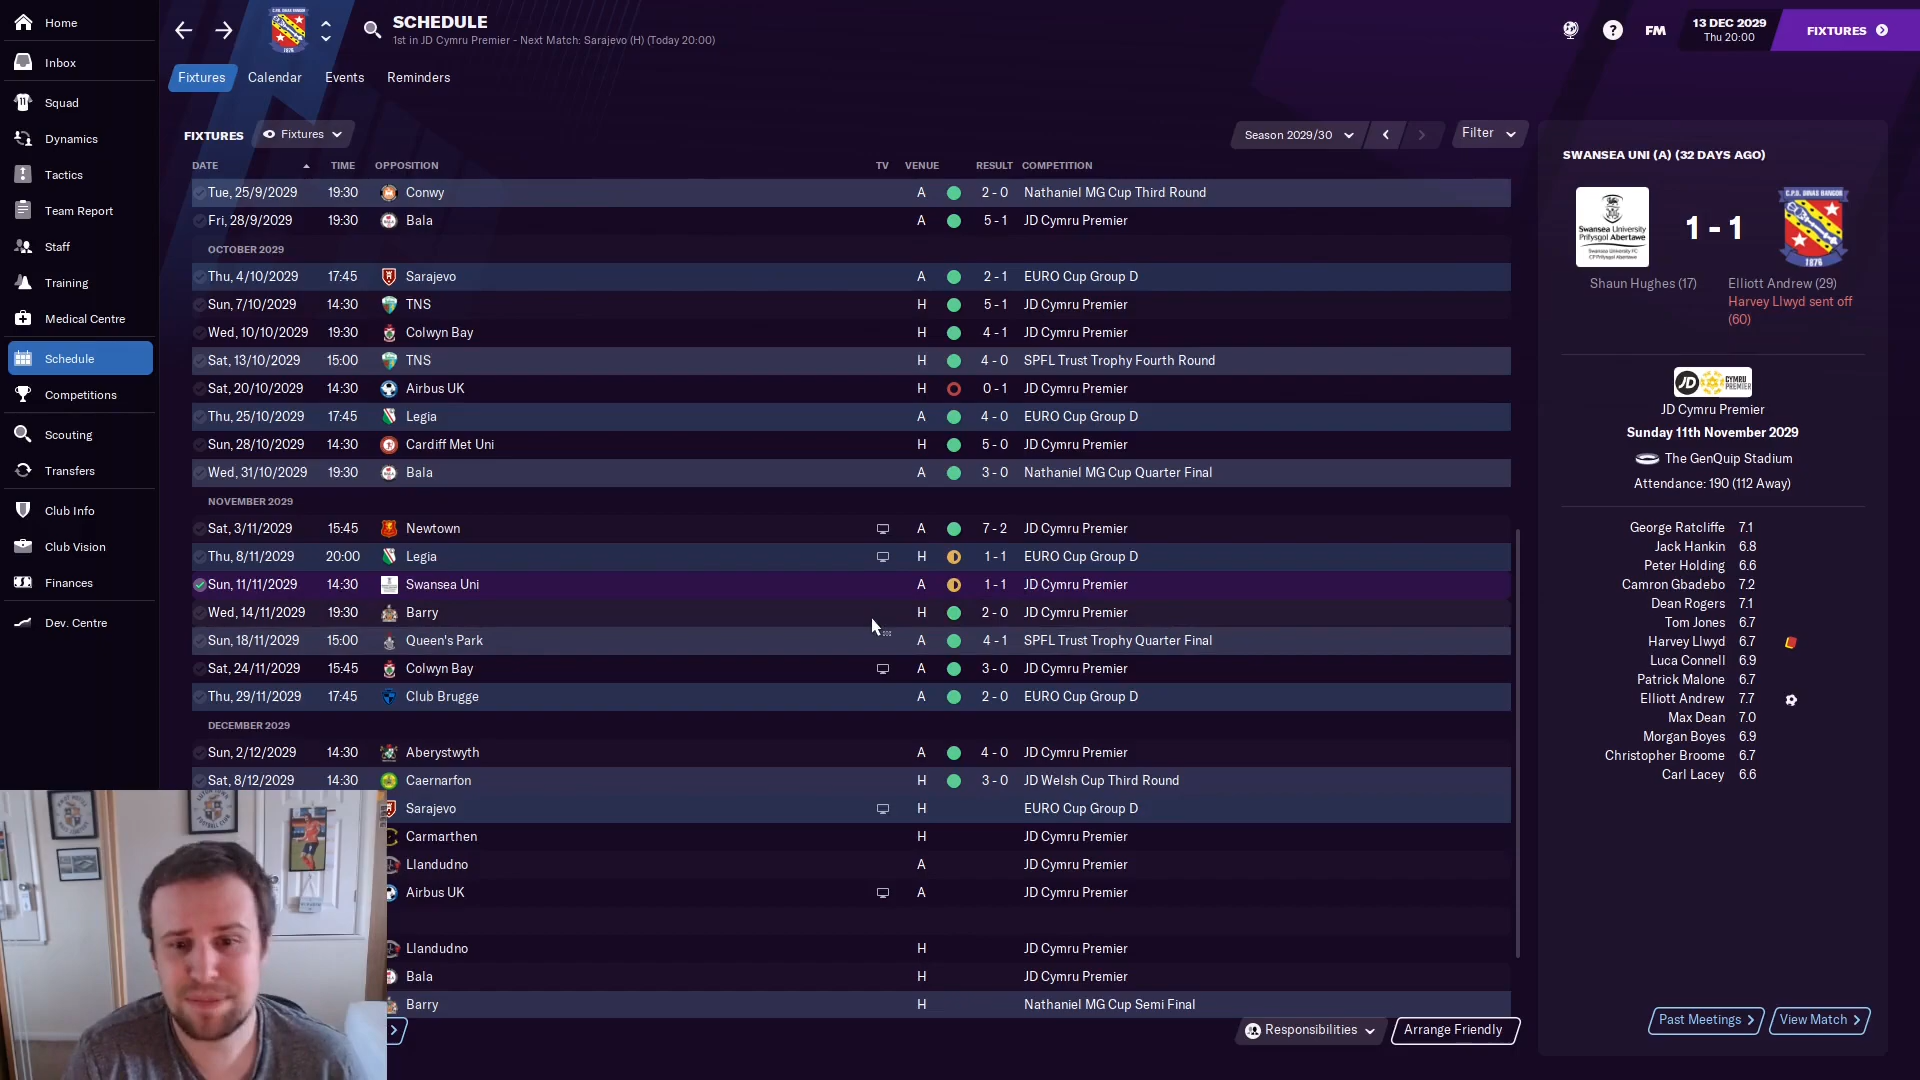 Home
Inbox
Squad
Dynamics
Tactics
Team Report
Staff
Training
Medical Centre
Schedule
Competitions
Scouting
Transfers
Club Info
Club Vision
Finances
Dev. Centre
SCHEDULE
1st in JD Cymru Premier - Next Match: Sarajevo (H) (Today 20:00)
FM
13 DEC 2029
Thu 20:00
FIXTURES
Fixtures Calendar Events Reminders
FIXTURES Fixtures Season 2029/30 Filter
DATE TIME OPPOSITION TV VENUE RESULT COMPETITION
Tue, 25/9/2029 19:30 Conwy A 2 - 0 Nathaniel MG Cup Third Round
Fri, 28/9/2029 19:30 Bala A 5 - 1 JD Cymru Premier
OCTOBER 2029
Thu, 4/10/2029 17:45 Sarajevo A 2 - 1 EURO Cup Group D
Sun, 7/10/2029 14:30 TNS H 5 - 1 JD Cymru Premier
Wed, 10/10/2029 19:30 Colwyn Bay H 4 - 1 JD Cymru Premier
Sat, 13/10/2029 15:00 TNS H 4 - 0 SPFL Trust Trophy Fourth Round
Sat, 20/10/2029 14:30 Airbus UK H 0 - 1 JD Cymru Premier
Thu, 25/10/2029 17:45 Legia A 4 - 0 EURO Cup Group D
Sun, 28/10/2029 14:30 Cardiff Met Uni H 5 - 0 JD Cymru Premier
Wed, 31/10/2029 19:30 Bala A 3 - 0 Nathaniel MG Cup Quarter Final
NOVEMBER 2029
Sat, 3/11/2029 15:45 Newtown A 7 - 2 JD Cymru Premier
Thu, 8/11/2029 20:00 Legia H 1 - 1 EURO Cup Group D
Sun, 11/11/2029 14:30 Swansea Uni A 1 - 1 JD Cymru Premier
Wed, 14/11/2029 19:30 Barry H 2 - 0 JD Cymru Premier
Sun, 18/11/2029 15:00 Queen's Park A 4 - 1 SPFL Trust Trophy Quarter Final
Sat, 24/11/2029 15:45 Colwyn Bay A 3 - 0 JD Cymru Premier
Thu, 29/11/2029 17:45 Club Brugge A 2 - 0 EURO Cup Group D
DECEMBER 2029
Sun, 2/12/2029 14:30 Aberystwyth A 4 - 0 JD Cymru Premier
Sat, 8/12/2029 14:30 Caernarfon H 3 - 0 JD Welsh Cup Third Round
Sarajevo H EURO Cup Group D
Carmarthen H JD Cymru Premier
Llandudno A JD Cymru Premier
Airbus UK A JD Cymru Premier
Llandudno H JD Cymru Premier
Bala H JD Cymru Premier
Barry H Nathaniel MG Cup Semi Final
Responsibilities Arrange Friendly
SWANSEA UNI (A) (32 DAYS AGO)
Swansea University
Prifysgol Abertawe
C.P.D. DINAS BANGOR
1876
1 - 1
Shaun Hughes (17)
Elliott Andrew (29)
Harvey Llwyd sent off
(60)
JD CYMRU PREMIER
JD Cymru Premier
Sunday 11th November 2029
The GenQuip Stadium
Attendance: 190 (112 Away)
George Ratcliffe 7.1
Jack Hankin 6.8
Peter Holding 6.6
Camron Gbadebo 7.2
Dean Rogers 7.1
Tom Jones 6.7
Harvey Llwyd 6.7
Luca Connell 6.9
Patrick Malone 6.7
Elliott Andrew 7.7
Max Dean 7.0
Morgan Boyes 6.9
Christopher Broome 6.7
Carl Lacey 6.6
Past Meetings View Match